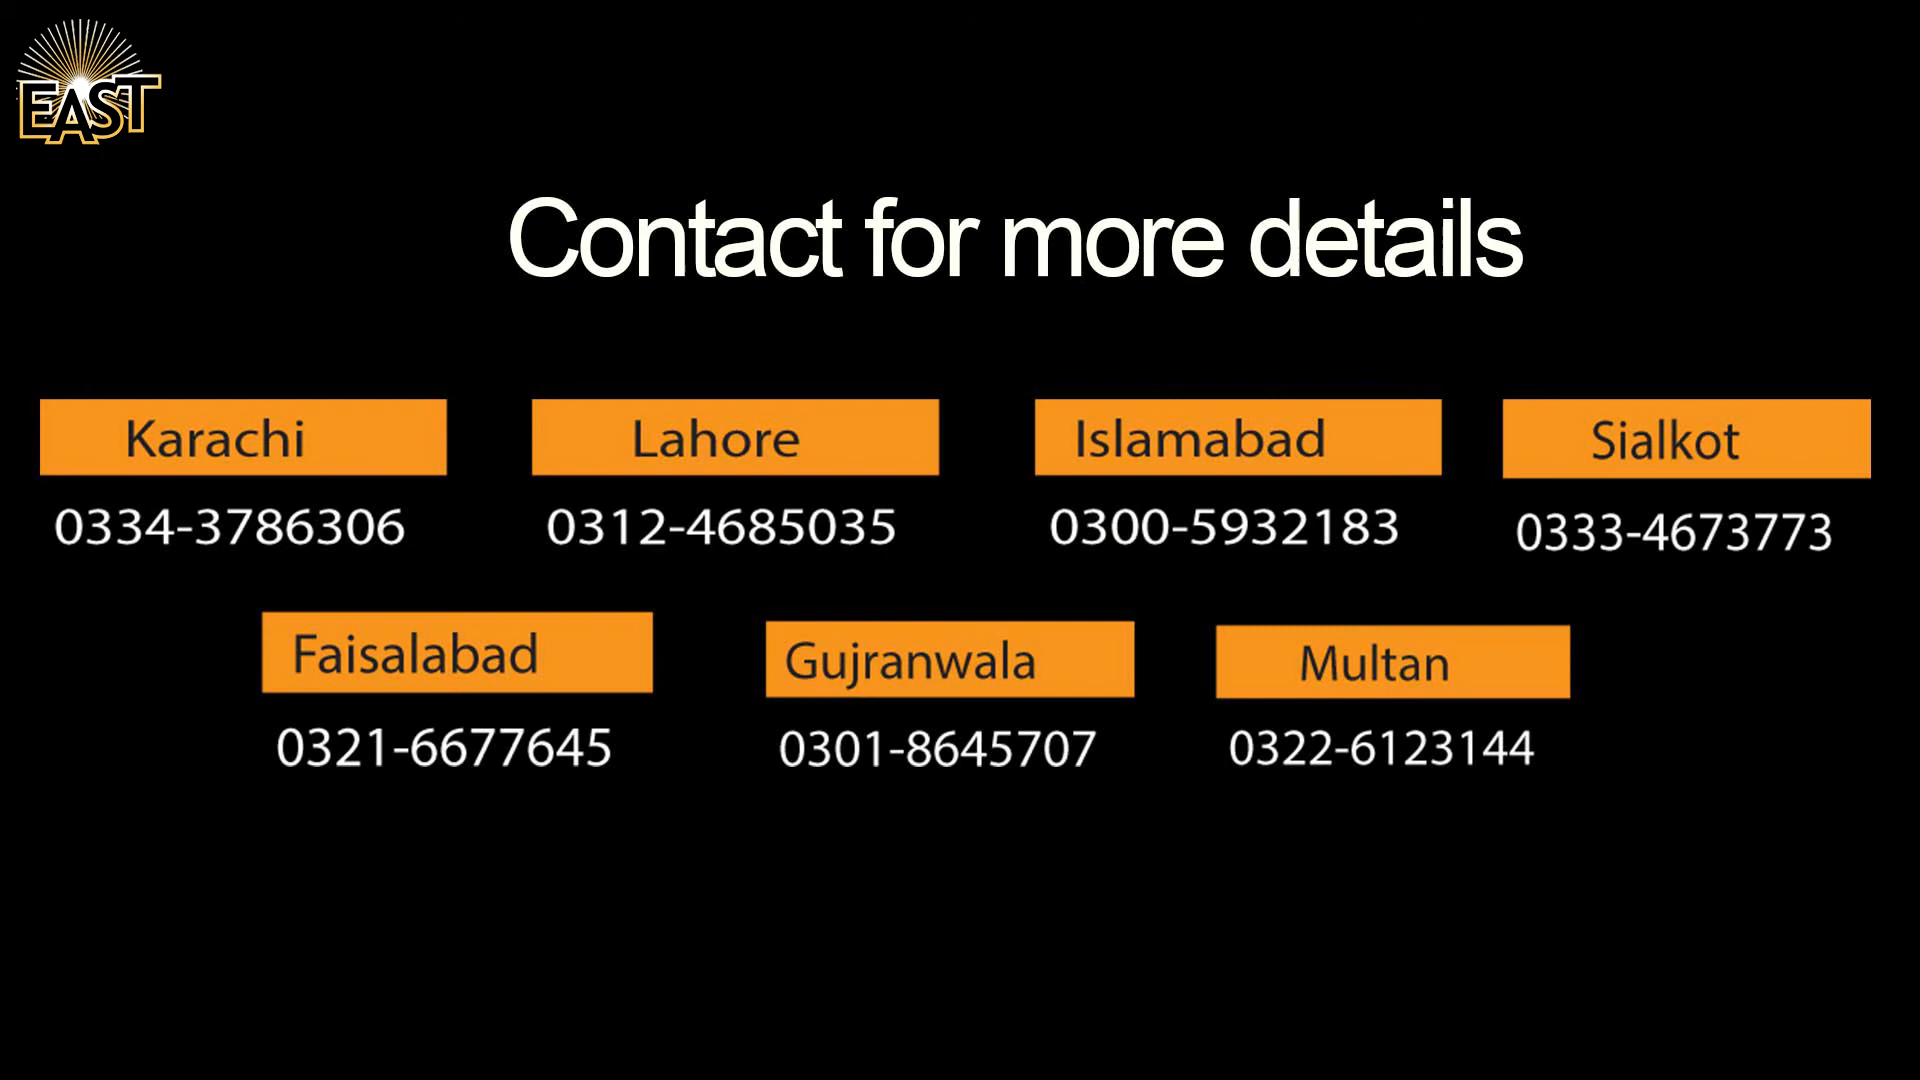 EAST
Contact for more details
Karachi
Lahore
Islamabad
Sialkot
0334-3786306
0312-4685035
0300-5932183
0333-4673773
Faisalabad
Gujranwala
Multan
0321-6677645
0301-8645707
0322-6123144